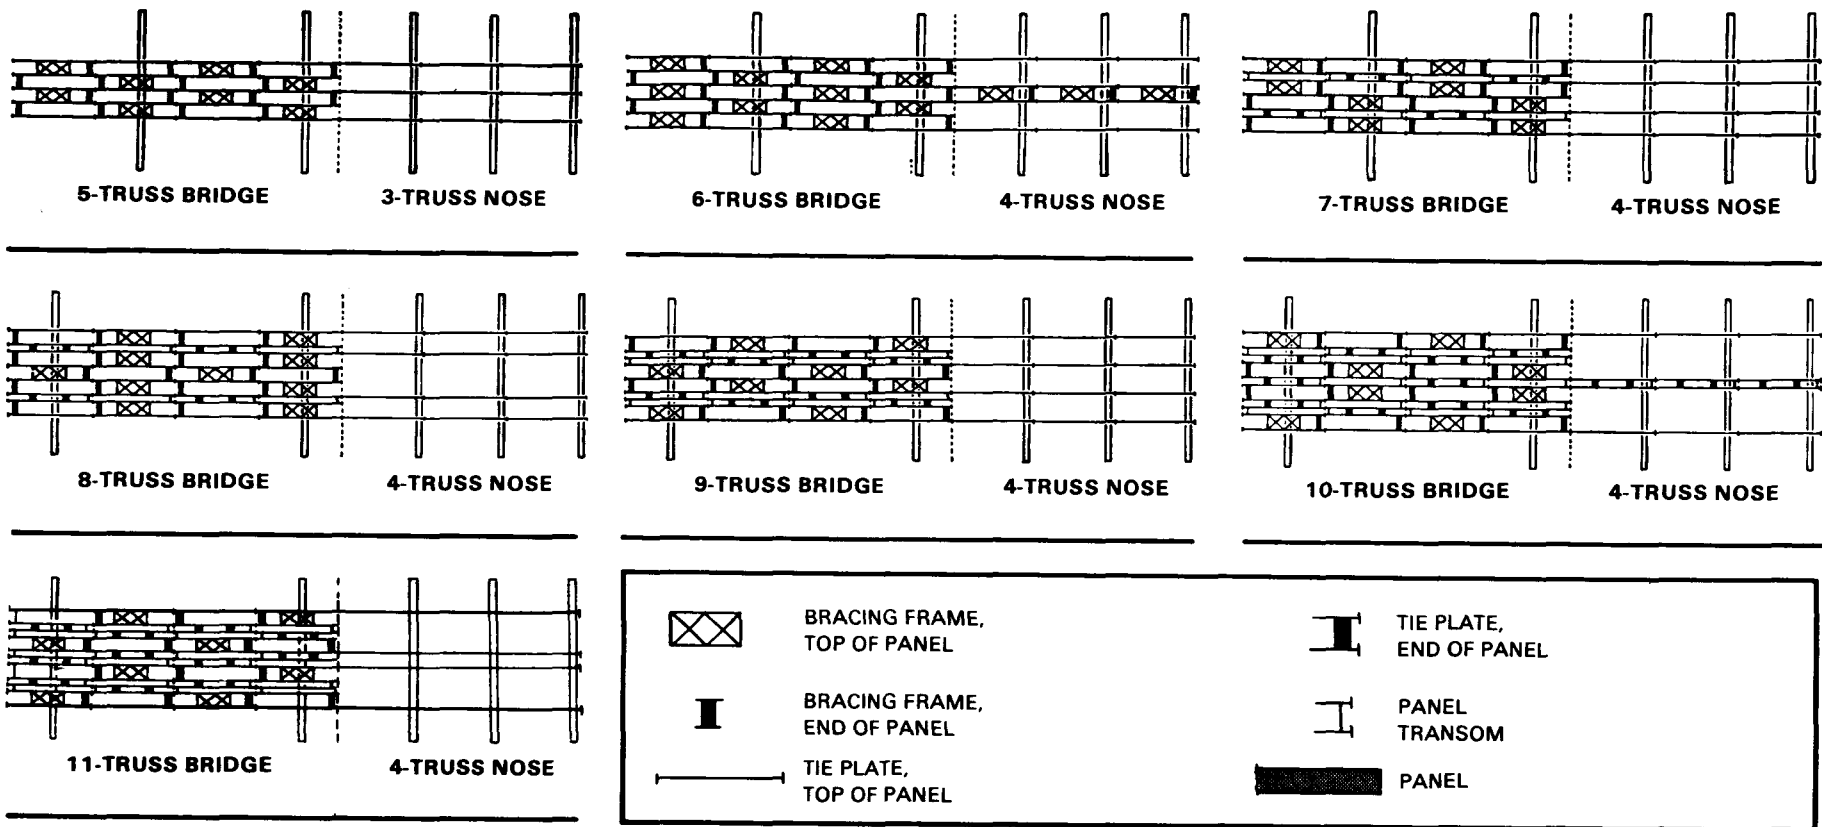 5-TRUSS BRIDGE 3-TRUSS NOSE
6-TRUSS BRIDGE 4-TRUSS NOSE
7-TRUSS BRIDGE 4-TRUSS NOSE
8-TRUSS BRIDGE 4-TRUSS NOSE
9-TRUSS BRIDGE 4-TRUSS NOSE
10-TRUSS BRIDGE 4-TRUSS NOSE
11-TRUSS BRIDGE 4-TRUSS NOSE
BRACING FRAME,
TOP OF PANEL
BRACING FRAME,
END OF PANEL
TIE PLATE,
TOP OF PANEL
TIE PLATE,
END OF PANEL
PANEL
TRANSOM
PANEL